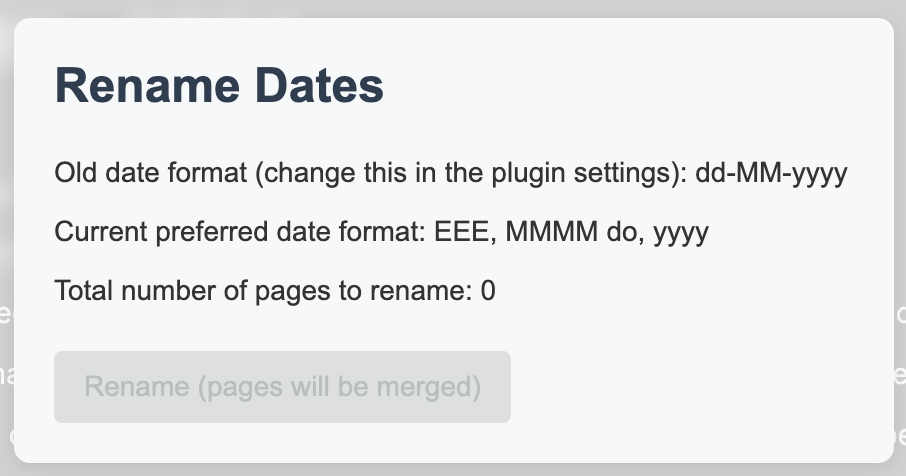 Rename Dates
Old date format (change this in the plugin settings): dd-MM-yyyy
Current preferred date format: EEE, MMMM do, yyyy
Total number of pages to rename: 0
Rename (pages will be merged)